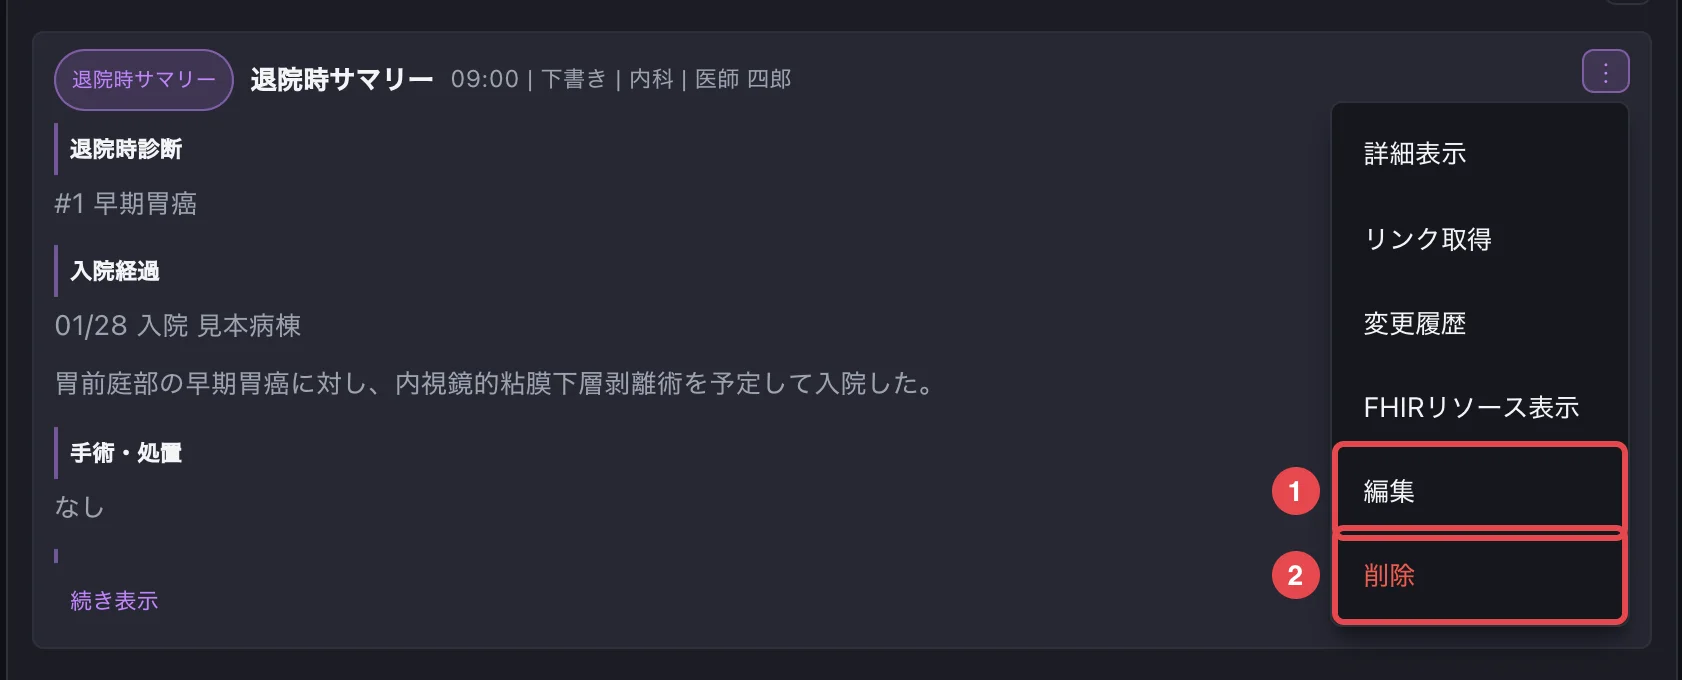 退院時サマリー 退院時サマリー 09:00 | 下書き | 内科 | 医師 四郎
⋮
退院時診断
#1 早期胃癌
入院経過
01/28 入院 見本病棟
胃前庭部の早期胃癌に対し、内視鏡的粘膜下層剥離術を予定して入院した。
手術・処置
なし
続き表示
詳細表示
リンク取得
変更履歴
FHIRリソース表示
1 編集
2 削除